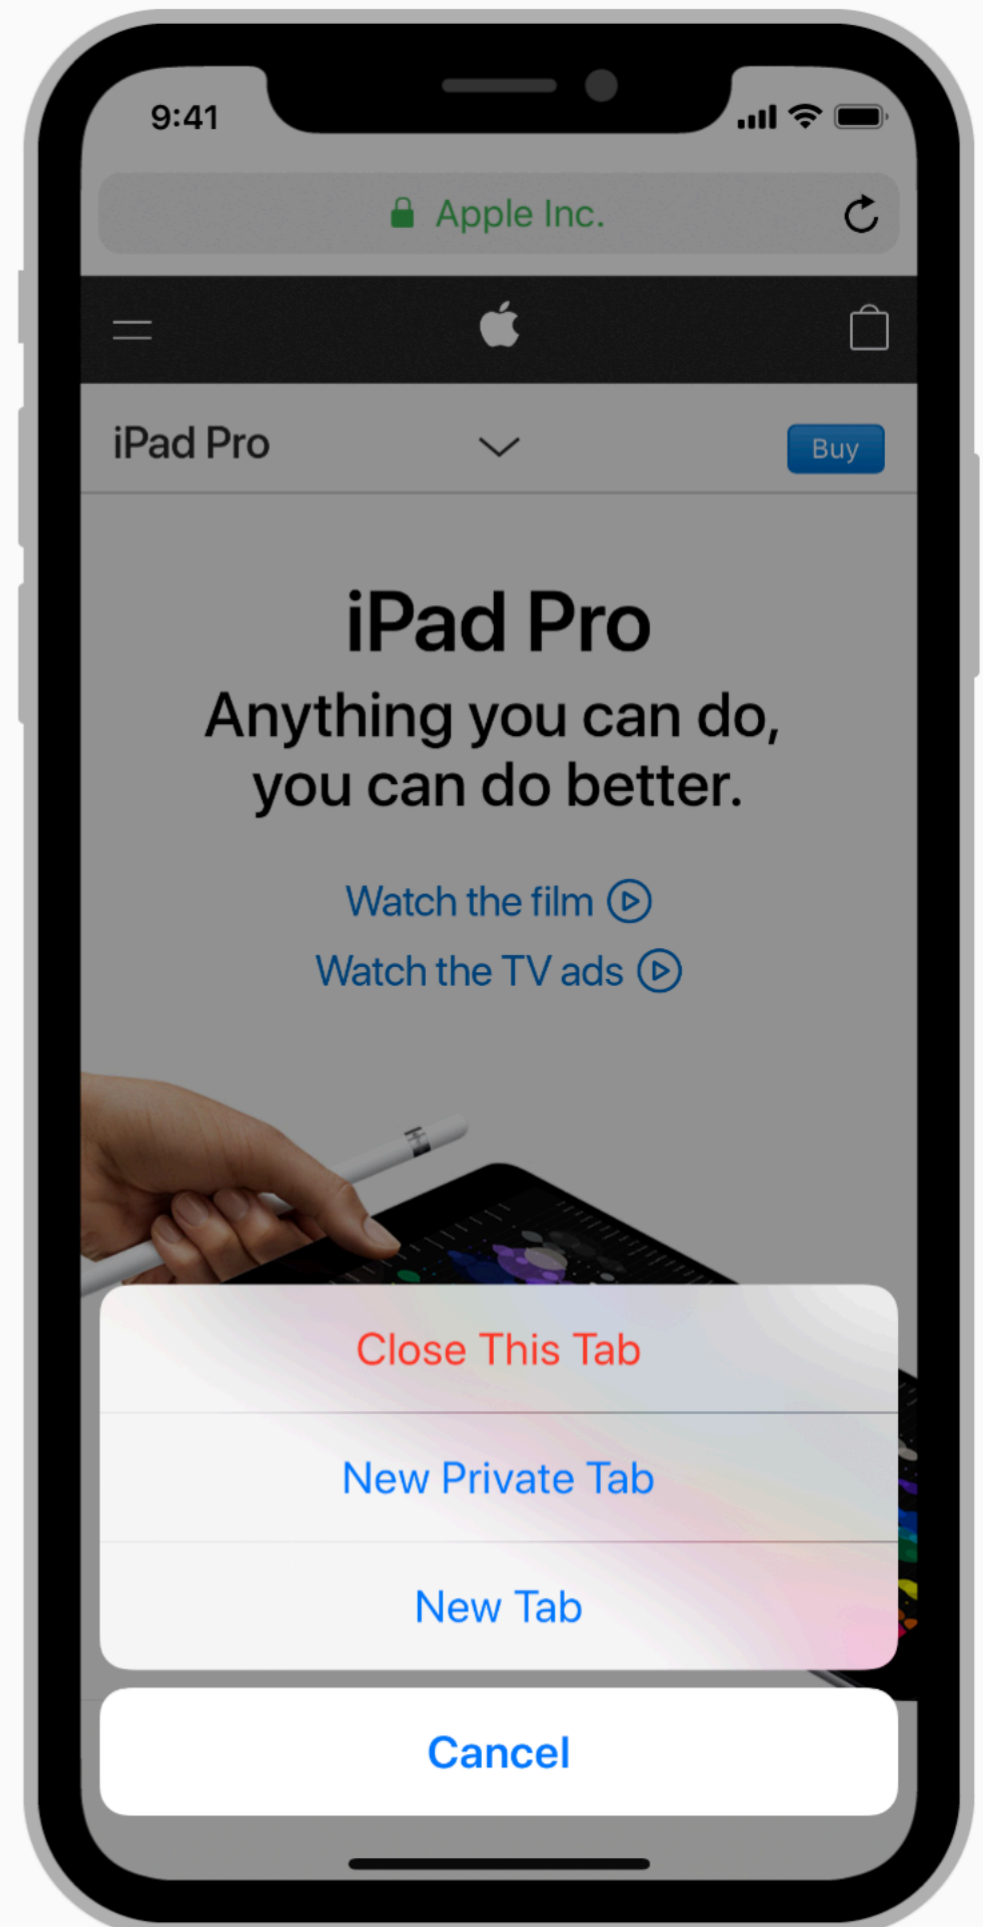 9:41
Apple Inc.
iPad Pro
Buy
iPad Pro
Anything you can do,
you can do better.
Watch the film
Watch the TV ads
Close This Tab
New Private Tab
New Tab
Cancel